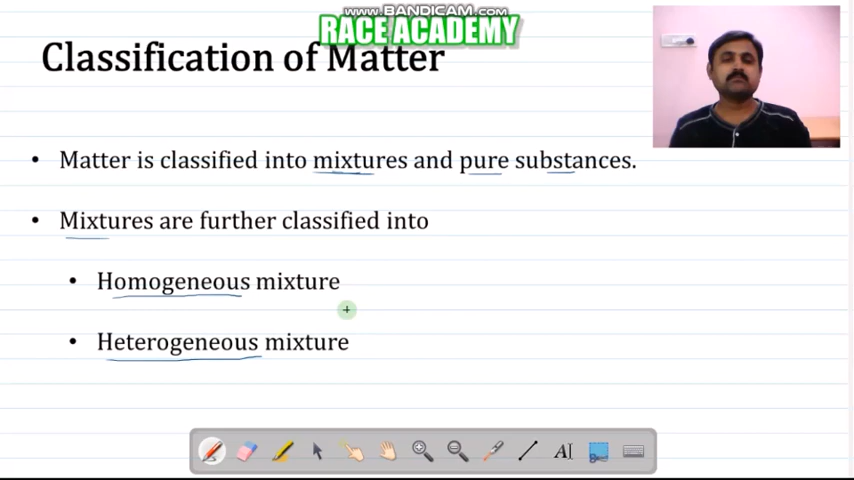 www.BANDICAM.com
RACE ACADEMY
Classification of Matter
• Matter is classified into mixtures and pure substances.
• Mixtures are further classified into
• Homogeneous mixture
• Heterogeneous mixture
A